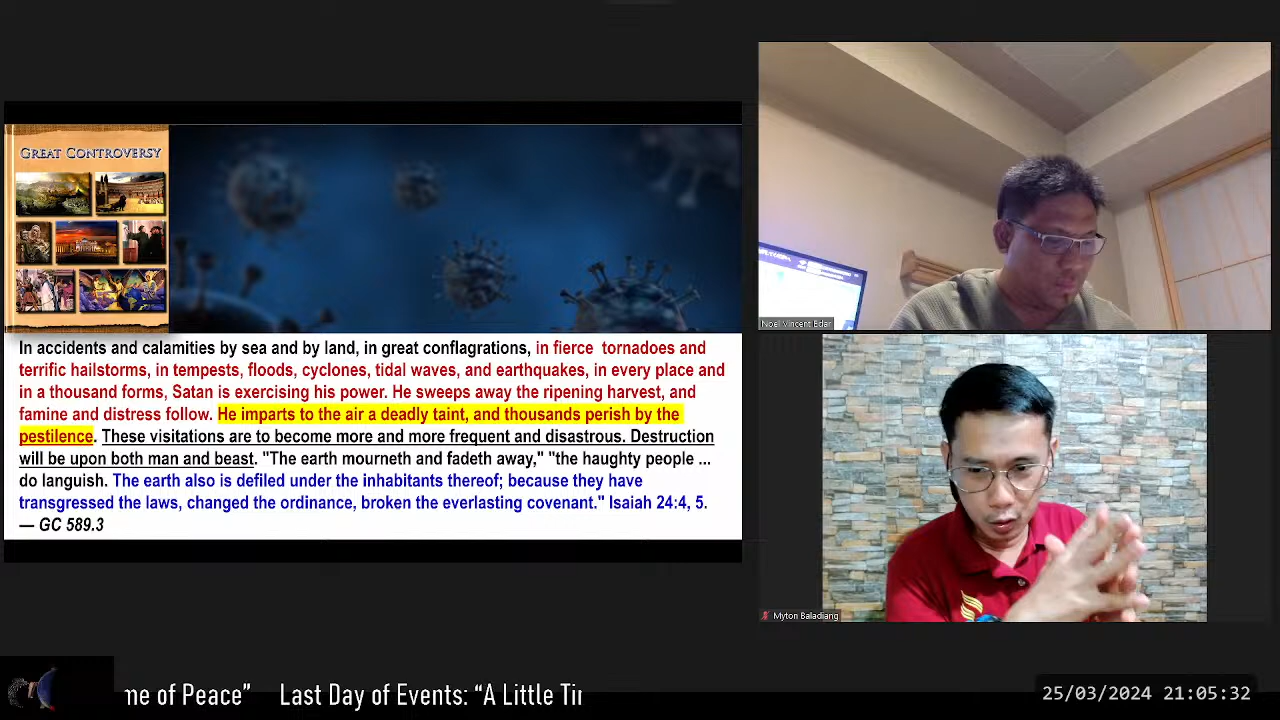 GREAT CONTROVERSY
In accidents and calamities by sea and by land, in great conflagrations, in fierce tornadoes and
terrific hailstorms, in tempests, floods, cyclones, tidal waves, and earthquakes, in every place and
in a thousand forms, Satan is exercising his power. He sweeps away the ripening harvest, and
famine and distress follow. He imparts to the air a deadly taint, and thousands perish by the
pestilence. These visitations are to become more and more frequent and disastrous. Destruction
will be upon both man and beast. "The earth mourneth and fadeth away," "the haughty people ...
do languish. The earth also is defiled under the inhabitants thereof; because they have
transgressed the laws, changed the ordinance, broken the everlasting covenant." Isaiah 24:4, 5.
— GC 589.3
Noel Vincent Edar
Myton Baladiang
me of Peace” Last Day of Events: “A Little Tir
25/03/2024 21:05:32